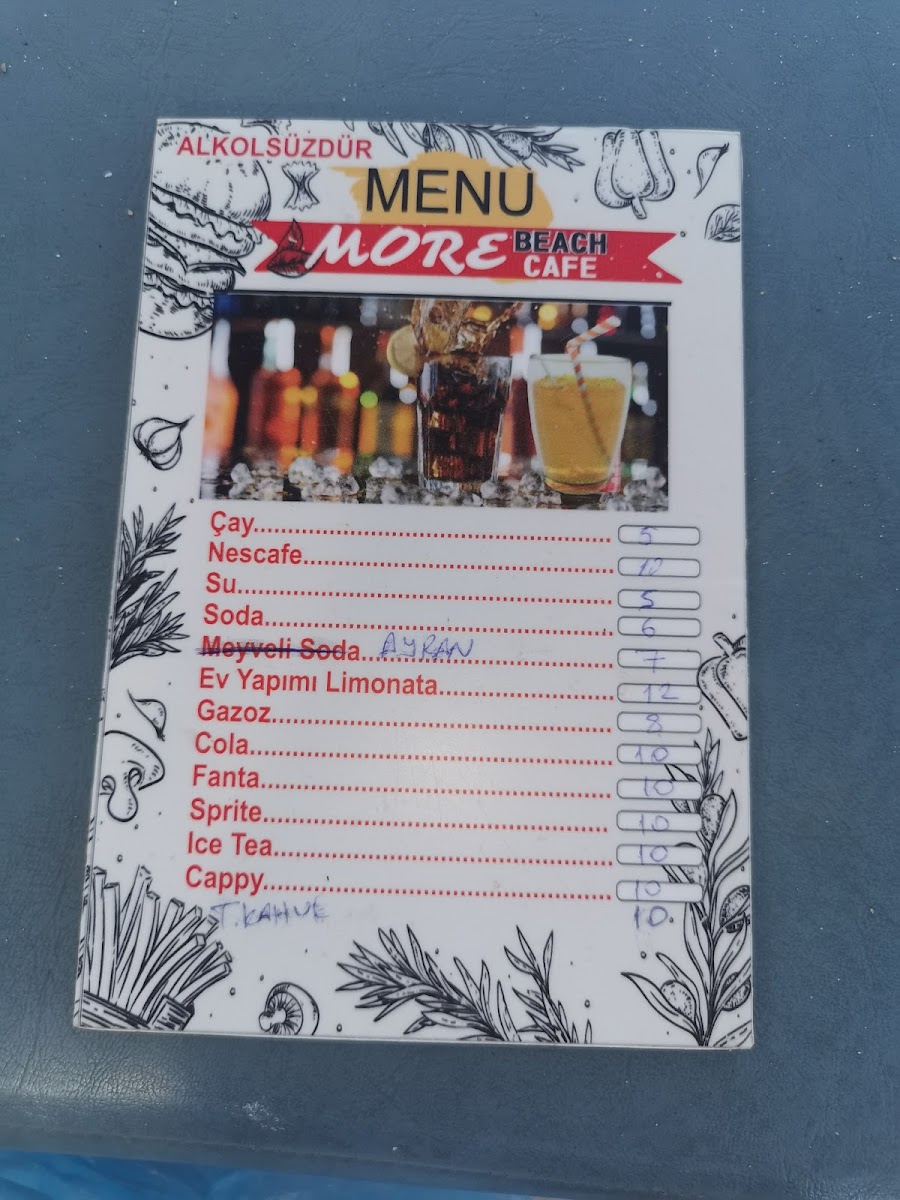 ALKOLSÜZDÜR
MENU
MORE BEACH CAFE
Çay.................... 5
Nescafe.................... 10
Su.................... 5
Soda.................... 6
Meyveli Soda.................... AYRAN 7
Ev Yapımı Limonata.................... 12
Gazoz.................... 8
Cola.................... 10
Fanta.................... 10
Sprite.................... 10
Ice Tea.................... 10
Cappy.................... 10
T. KAHVE 10.